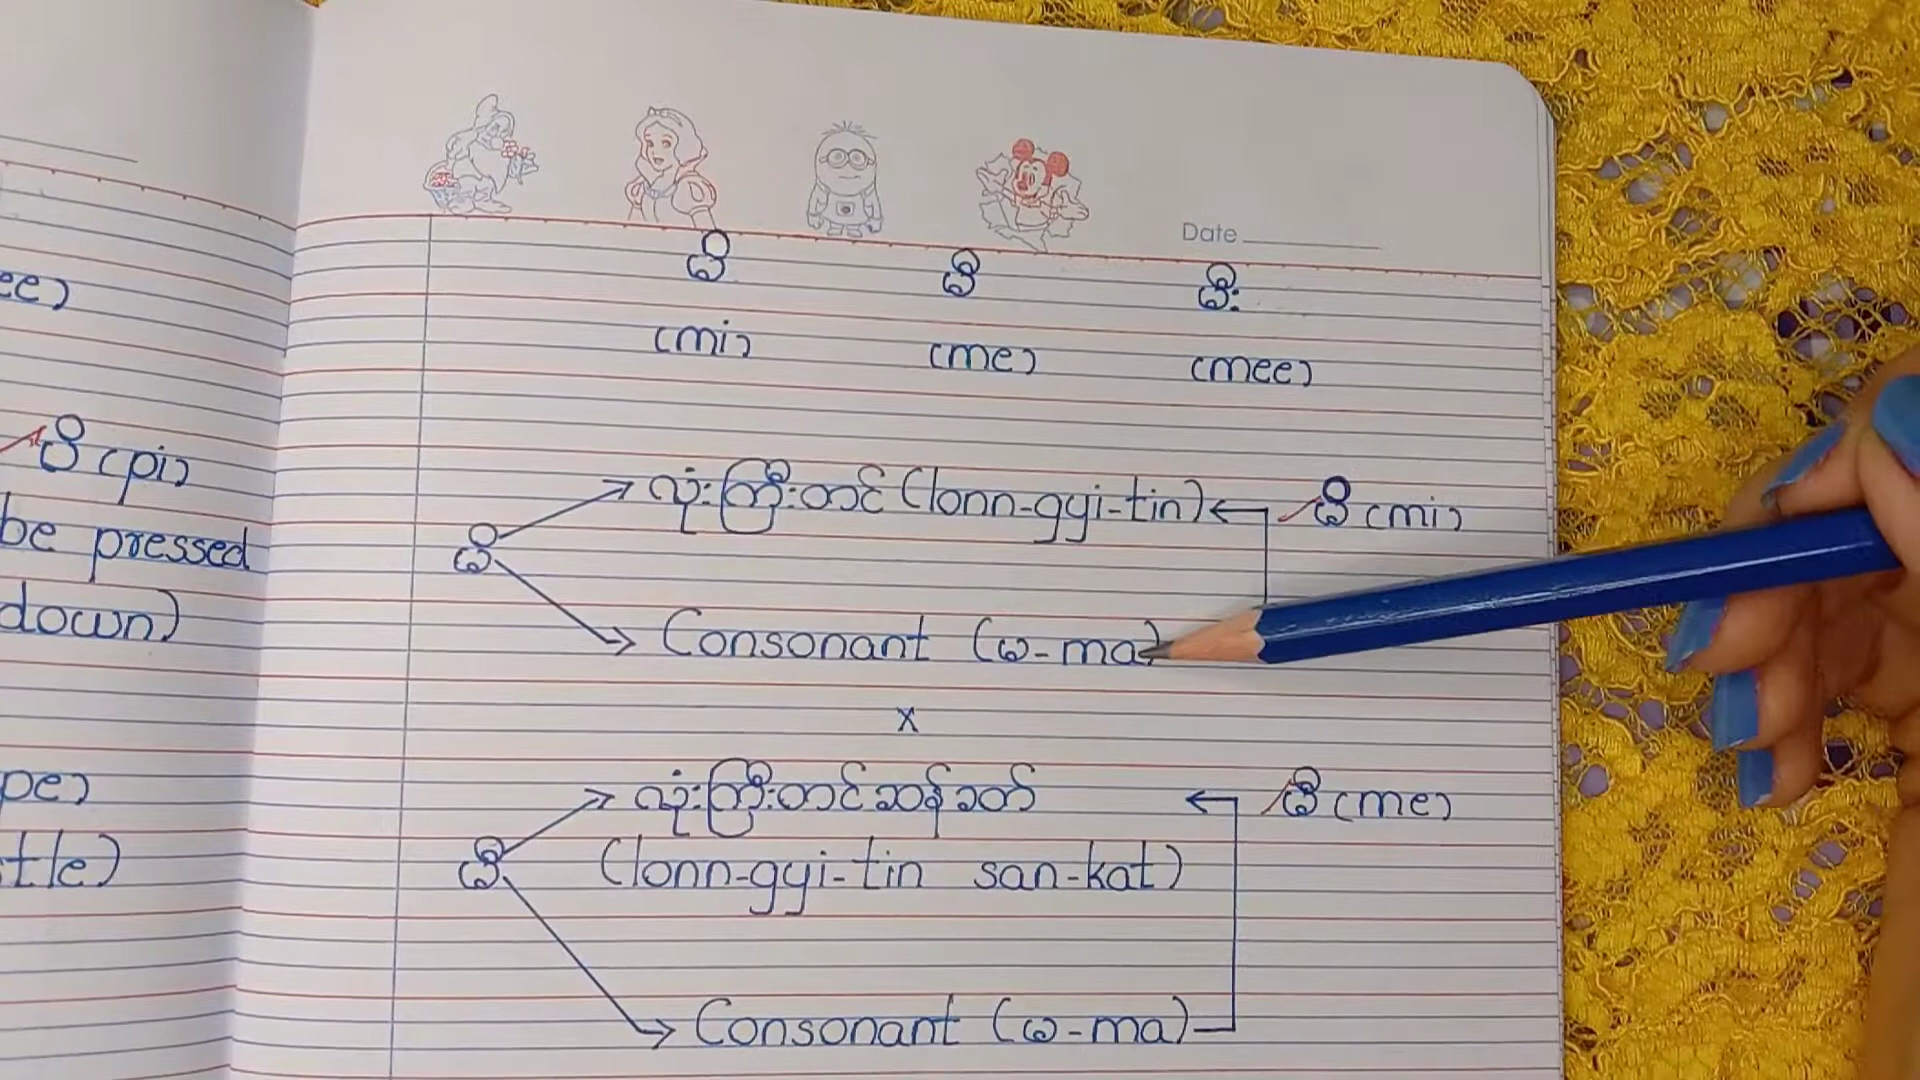 ee)
pi (pi)
be pressed
down)
pe)
tle)
Date
မိ မီ မီး
(mi) (me) (mee)
မိ
လုံးကြီးတင် (lonn-gyi-tin) မိ (mi)
Consonant (မ - ma)
x
မီ
လုံးကြီးတင်ဆန်ခတ် မီ (me)
(lonn-gyi-tin san-kat)
Consonant (မ - ma)